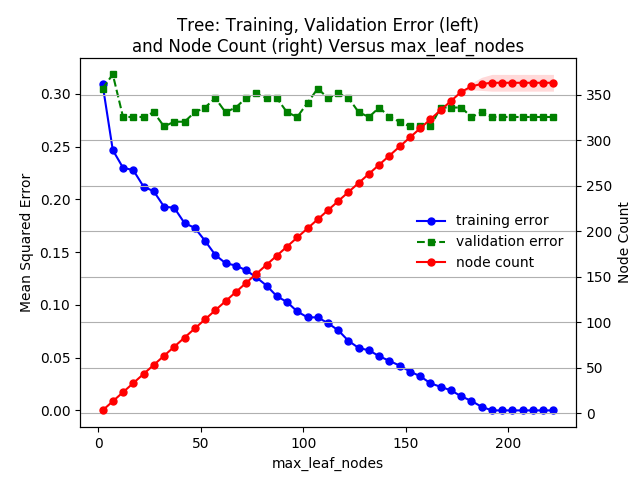 Tree: Training, Validation Error (left)
and Node Count (right) Versus max_leaf_nodes
Mean Squared Error
0.30
0.25
0.20
0.15
0.10
0.05
0.00
training error
validation error
node count
350
300
250
200
150
100
50
0
Node Count
0
50
100
150
200
max_leaf_nodes